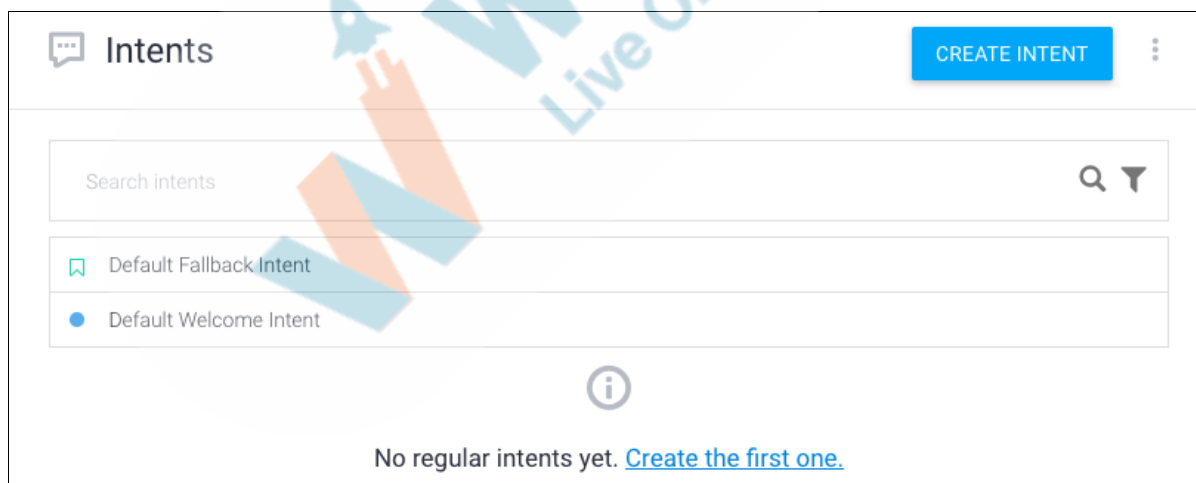 Intents
CREATE INTENT
Search intents
Default Fallback Intent
Default Welcome Intent
No regular intents yet. Create the first one.
Live